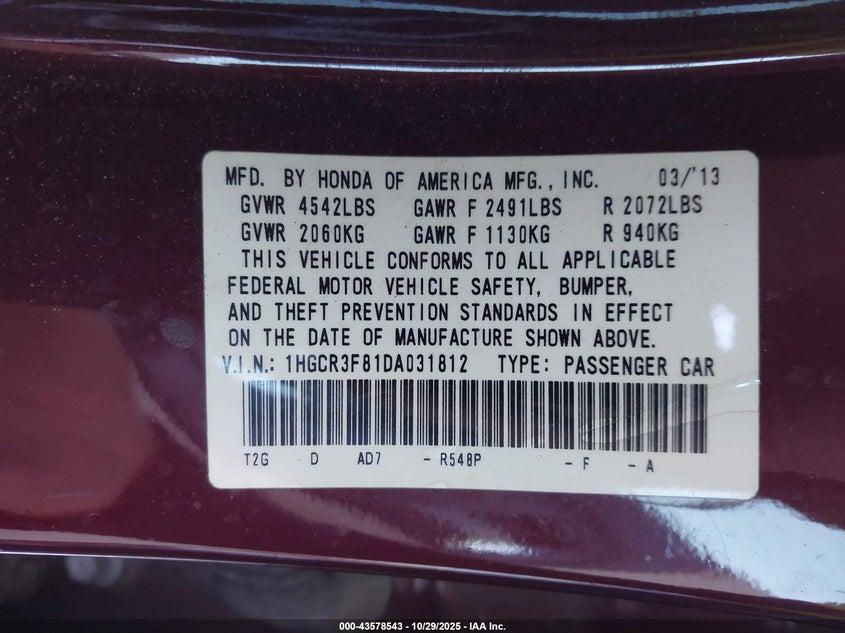 MFD. BY HONDA OF AMERICA MFG., INC. 03/'13
GVWR 4542LBS GAWR F 2491LBS R 2072LBS
GVWR 2060KG GAWR F 1130KG R 940KG
THIS VEHICLE CONFORMS TO ALL APPLICABLE
FEDERAL MOTOR VEHICLE SAFETY, BUMPER,
AND THEFT PREVENTION STANDARDS IN EFFECT
ON THE DATE OF MANUFACTURE SHOWN ABOVE.
V.I.N.: 1HGCR3F81DA031812 TYPE: PASSENGER CAR
T2G D AD7 - R548P - F - A
000-43578543 - 10/29/2025 - IAA Inc.